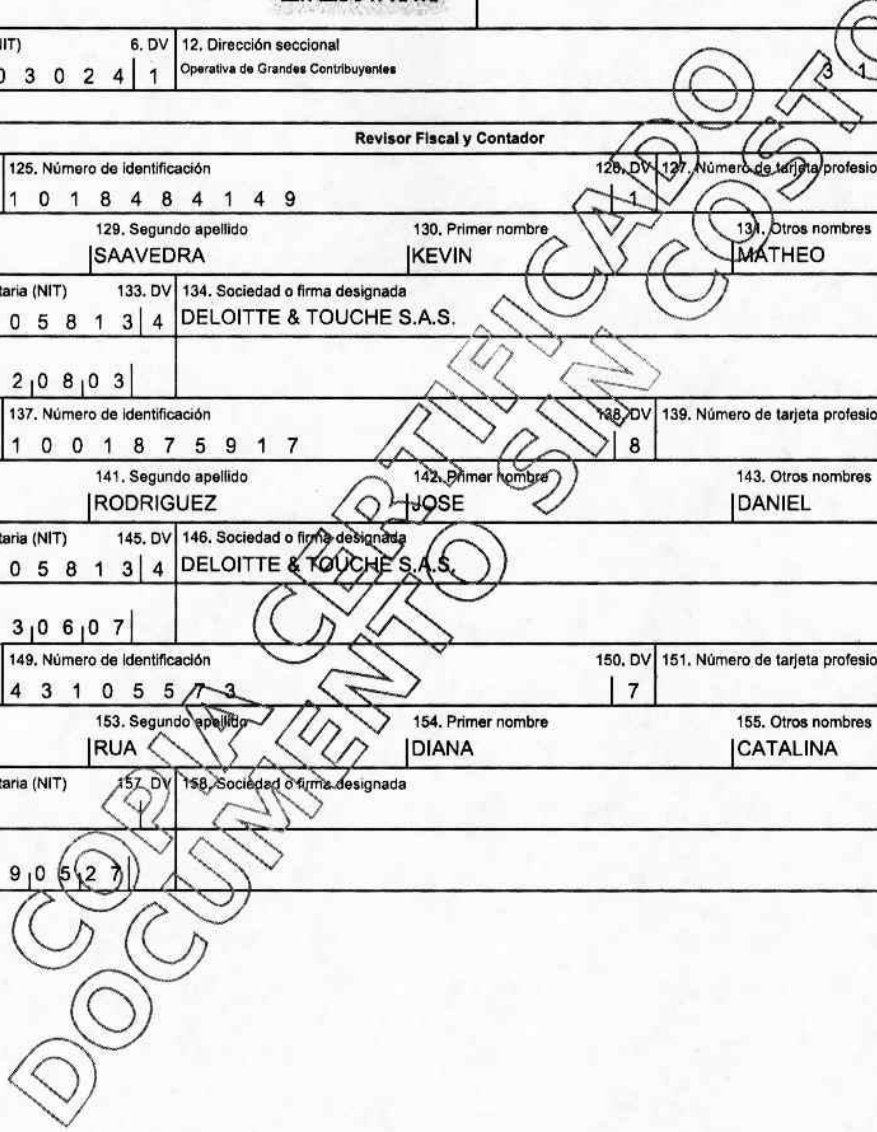 IIT) 6. DV 12. Dirección seccional
0 3 0 2 4 1 Operativa de Grandes Contribuyentes 3 1
Revisor Fiscal y Contador
125. Número de identificación 126. DV 127. Número de tarjeta profesio
1 0 1 8 4 8 4 1 4 9 1
129. Segundo apellido 130. Primer nombre 131. Otros nombres
SAAVEDRA KEVIN MATHEO
taria (NIT) 133. DV 134. Sociedad o firma designada
0 5 8 1 3 4 DELOITTE & TOUCHE S.A.S.
2 0 8 0 3
137. Número de identificación 138. DV 139. Número de tarjeta profesio
1 0 0 1 8 7 5 9 1 7 8
141. Segundo apellido 142. Primer nombre 143. Otros nombres
RODRIGUEZ JOSE DANIEL
taria (NIT) 145. DV 146. Sociedad o firma designada
0 5 8 1 3 4 DELOITTE & TOUCHE S.A.S.
3 0 6 0 7
149. Número de identificación 150. DV 151. Número de tarjeta profesio
4 3 1 0 5 5 7 3 7
153. Segundo apellido 154. Primer nombre 155. Otros nombres
RUA DIANA CATALINA
taria (NIT) 157. DV 158. Sociedad o firma designada
9 0 5 2 7
COPIA CERTIFICADO
DOCUMENTO SIN COSTO